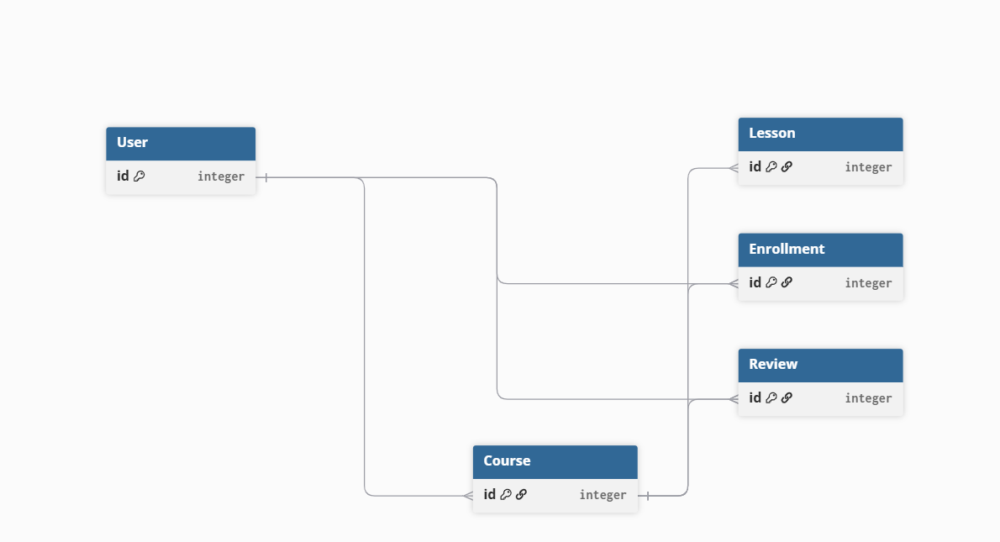 User
id integer
Lesson
id integer
Enrollment
id integer
Review
id integer
Course
id integer